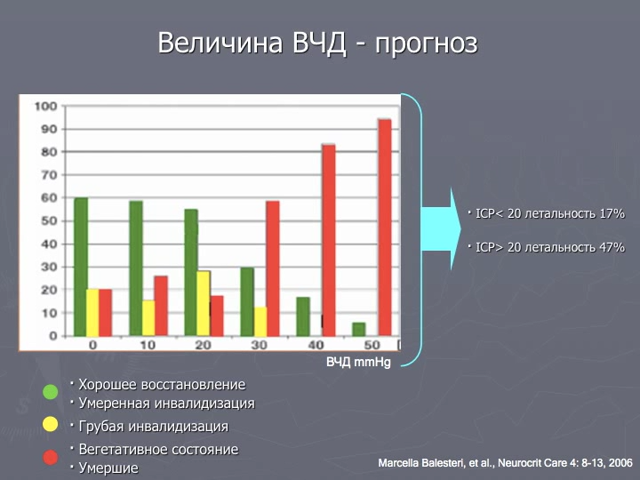 Величина ВЧД - прогноз
100
90
80
70
60
50
40
30
20
10
0
0 10 20 30 40 50
ВЧД mmHg
· ICP< 20 летальность 17%
· ICP> 20 летальность 47%
· Хорошее восстановление
· Умеренная инвалидизация
· Грубая инвалидизация
· Вегетативное состояние
· Умершие
Marcella Balesteri, et al., Neurocrit Care 4: 8-13, 2006